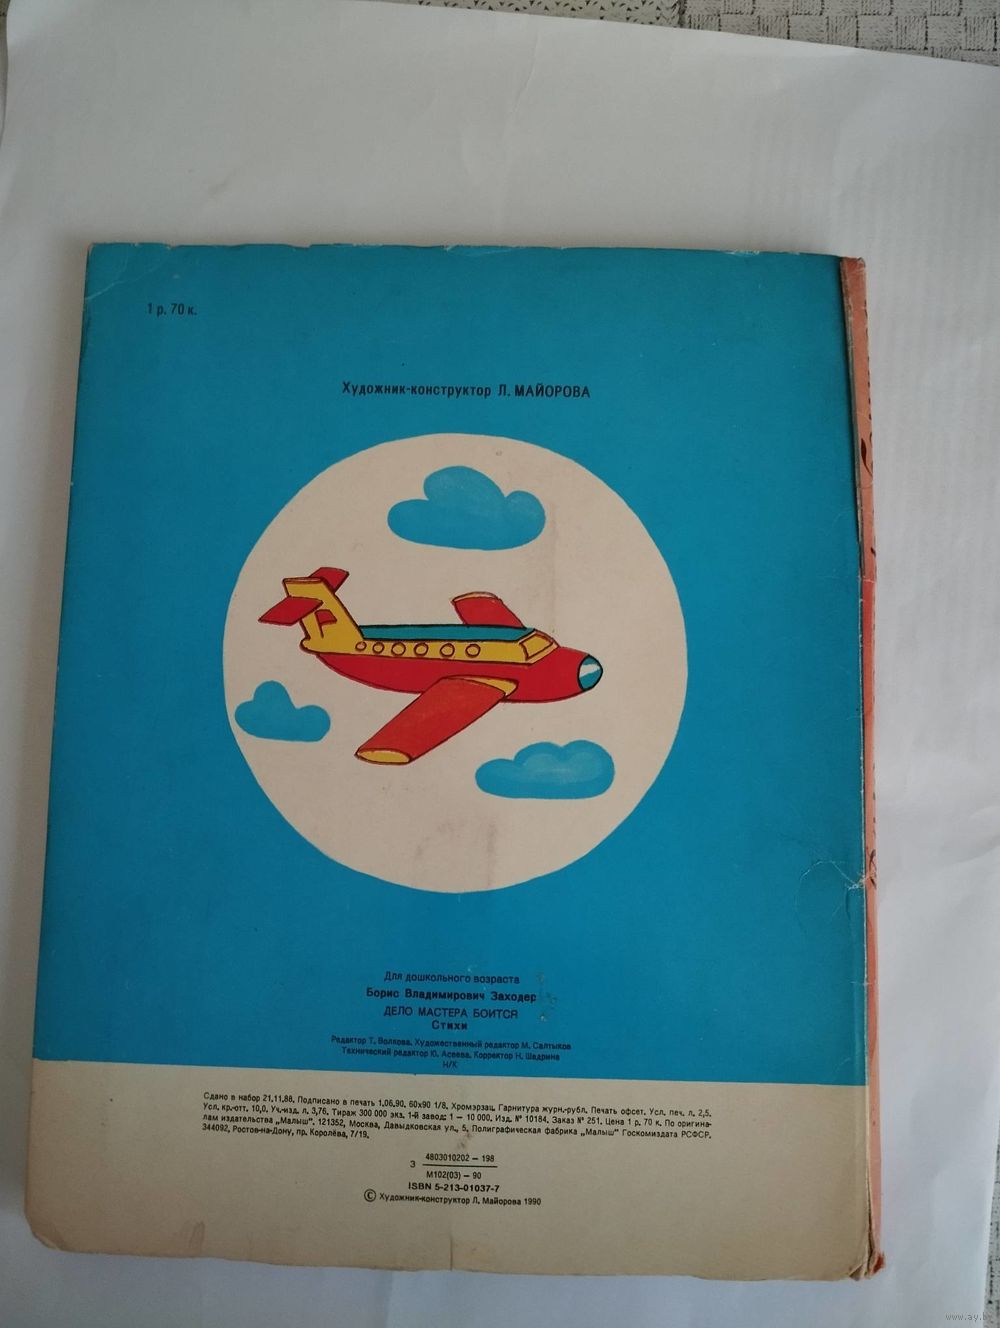 1 р. 70 к.
Художник-конструктор Л. МАЙОРОВА
Для дошкольного возраста
Борис Владимирович Заходер
ДЕЛО МАСТЕРА БОИТСЯ
Стихи
Редактор Т. Волкова. Художественный редактор М. Салтыков
Технический редактор Ю. Асеева. Корректор Н. Шадрина
Н/К
Сдано в набор 21.11.88. Подписано в печать 1.06.90. 60х90 1/8. Хромэрзац. Гарнитура журн.-рубл. Печать офсет. Усл. печ. л. 2,5.
Усл. кр.-отт. 10,0. Уч.-изд. л. 3,76. Тираж 300 000 экз. 1-й завод: 1 – 10 000. Изд. № 10184. Заказ № 251. Цена 1 р. 70 к. По оригина-
лам издательства „Малыш". 121352, Москва, Давыдковская ул., 5. Полиграфическая фабрика „Малыш" Госкомиздата РСФСР.
344092, Ростов-на-Дону, пр. Королёва, 7/19.
З 4803010202 – 198
М102(03) – 90
ISBN 5-213-01037-7
© Художник-конструктор Л. Майорова 1990